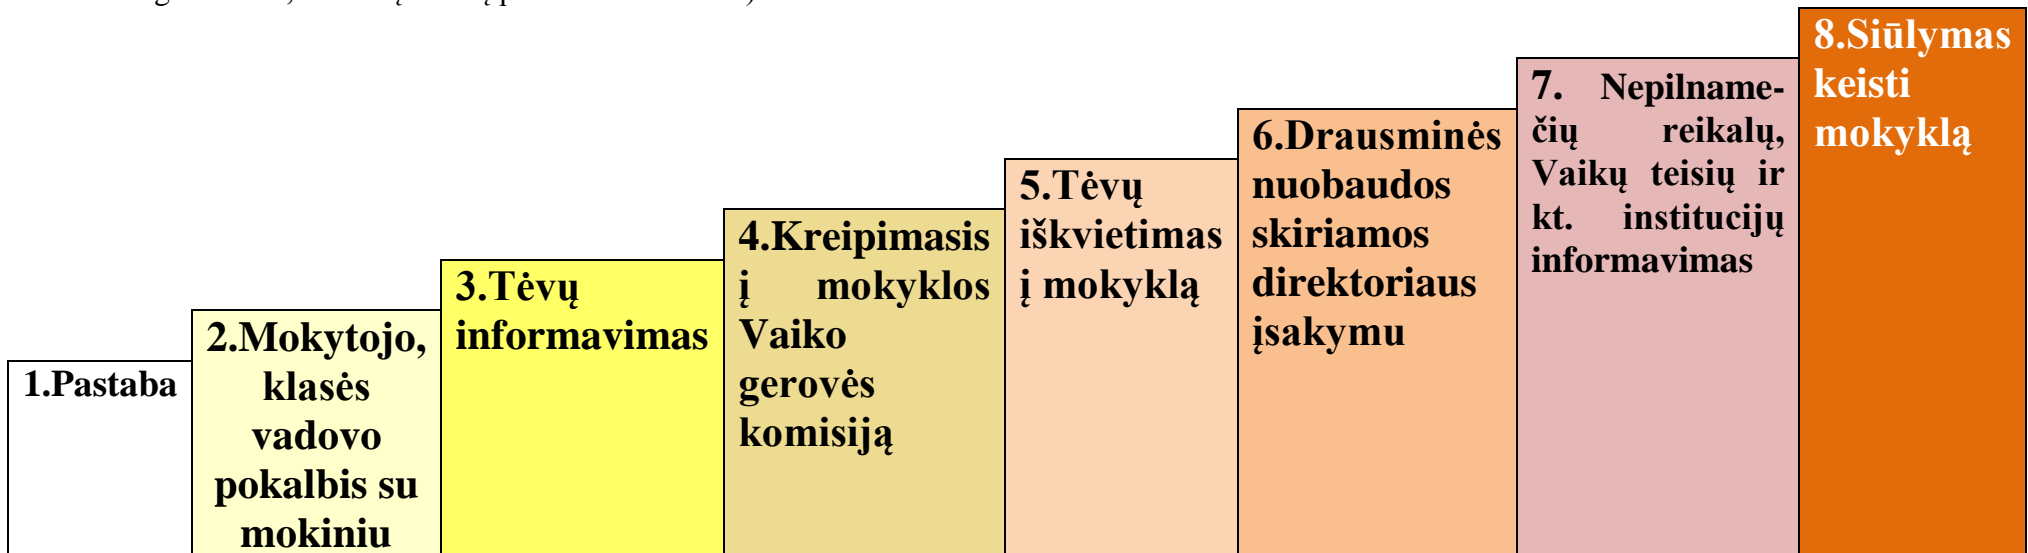 1.Pastaba
2.Mokytojo,
klasės
vadovo
pokalbis su
mokiniu
3.Tėvų
informavimas
4.Kreipimasis
į mokyklos
Vaiko
gerovės
komisiją
5.Tėvų
iškvietimas
į mokyklą
6.Drausminės
nuobaudos
skiriamos
direktoriaus
įsakymu
7. Nepilname-
čių reikalų,
Vaikų teisių ir
kt. institucijų
informavimas
8.Siūlymas
keisti
mokyklą